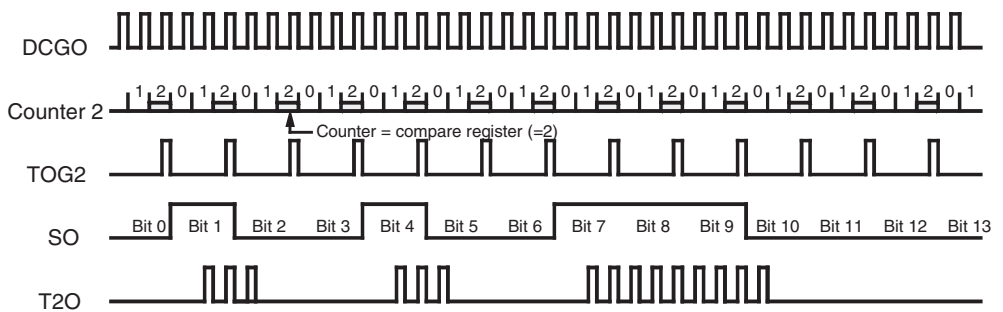 DCGO
Counter 2 1 2 0 1 2 0 1 2 0 1 2 0 1 2 0 1 2 0 1 2 0 1 2 0 1 2 0 1 2 0 1 2 0 1 2 0 1 2 0 1
Counter = compare register (=2)
TOG2
SO Bit 0 Bit 1 Bit 2 Bit 3 Bit 4 Bit 5 Bit 6 Bit 7 Bit 8 Bit 9 Bit 10 Bit 11 Bit 12 Bit 13
T2O